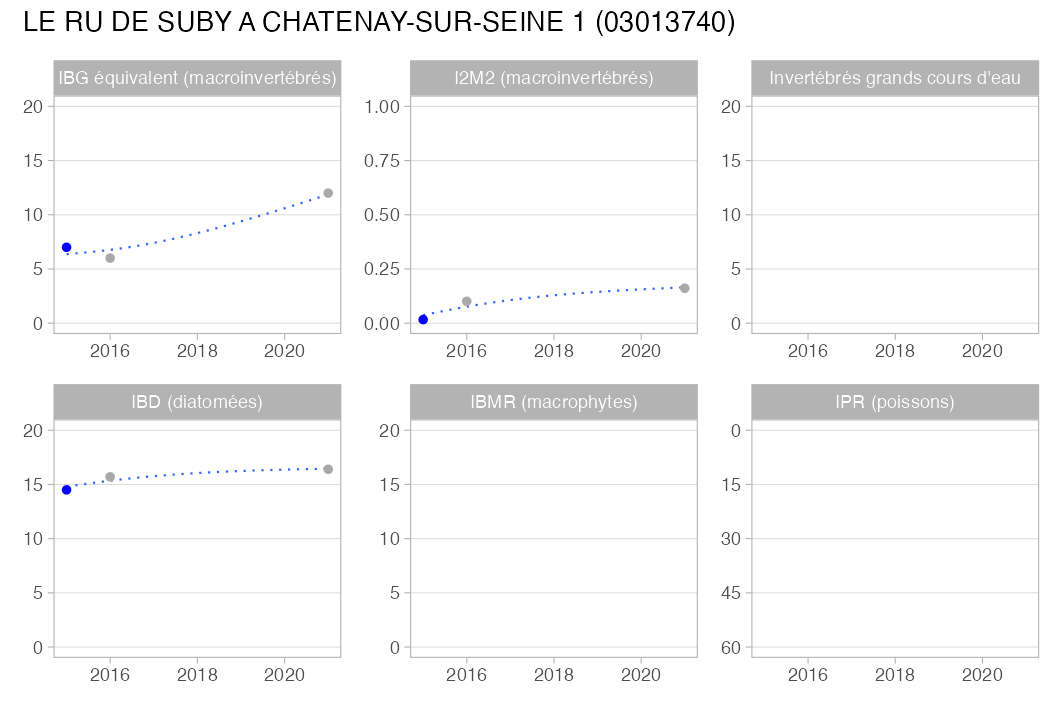 LE RU DE SUBY A CHATENAY-SUR-SEINE 1 (03013740)
IBG équivalent (macroinvertébrés)
20
15
10
5
0
2016 2018 2020
I2M2 (macroinvertébrés)
1.00
0.75
0.50
0.25
0.00
2016 2018 2020
Invertébrés grands cours d'eau
20
15
10
5
0
2016 2018 2020
IBD (diatomées)
20
15
10
5
0
2016 2018 2020
IBMR (macrophytes)
20
15
10
5
0
2016 2018 2020
IPR (poissons)
0
15
30
45
60
2016 2018 2020